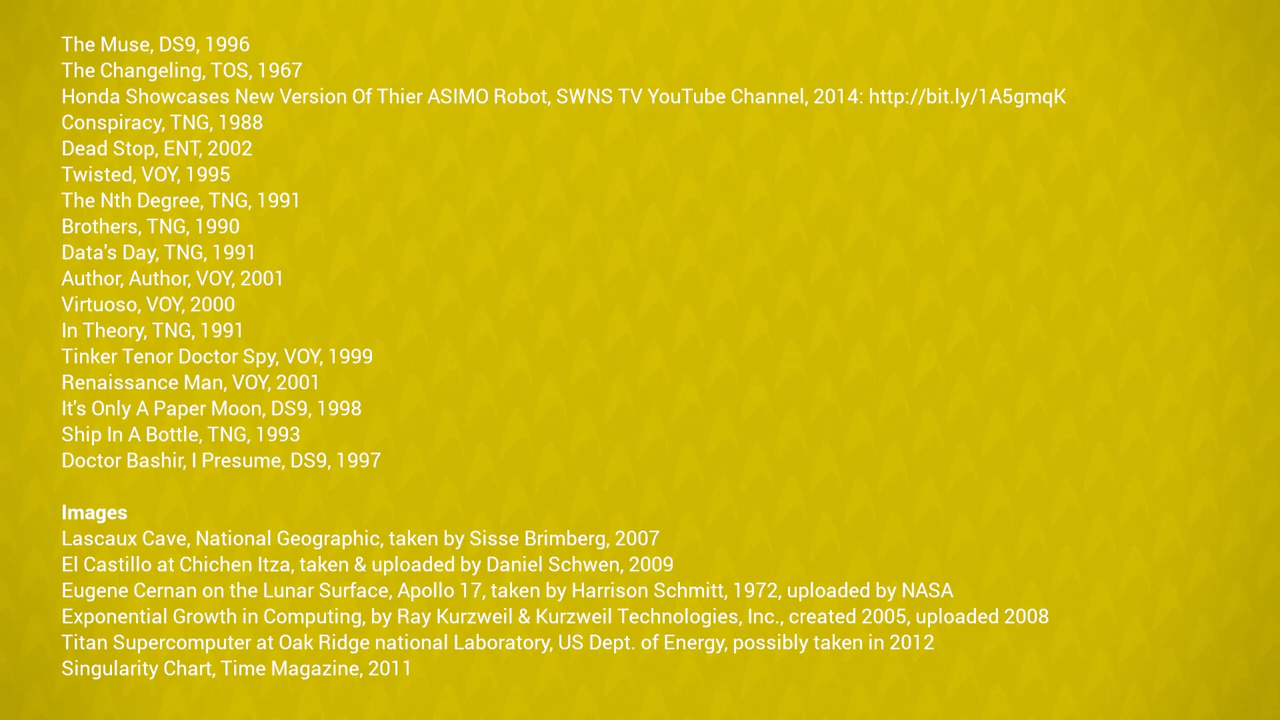 The Muse, DS9, 1996
The Changeling, TOS, 1967
Honda Showcases New Version Of Thier ASIMO Robot, SWNS TV YouTube Channel, 2014: http://bit.ly/1A5gmqK
Conspiracy, TNG, 1988
Dead Stop, ENT, 2002
Twisted, VOY, 1995
The Nth Degree, TNG, 1991
Brothers, TNG, 1990
Data's Day, TNG, 1991
Author, Author, VOY, 2001
Virtuoso, VOY, 2000
In Theory, TNG, 1991
Tinker Tenor Doctor Spy, VOY, 1999
Renaissance Man, VOY, 2001
It's Only A Paper Moon, DS9, 1998
Ship In A Bottle, TNG, 1993
Doctor Bashir, I Presume, DS9, 1997
Images
Lascaux Cave, National Geographic, taken by Sisse Brimberg, 2007
El Castillo at Chichen Itza, taken & uploaded by Daniel Schwen, 2009
Eugene Cernan on the Lunar Surface, Apollo 17, taken by Harrison Schmitt, 1972, uploaded by NASA
Exponential Growth in Computing, by Ray Kurzweil & Kurzweil Technologies, Inc., created 2005, uploaded 2008
Titan Supercomputer at Oak Ridge national Laboratory, US Dept. of Energy, possibly taken in 2012
Singularity Chart, Time Magazine, 2011